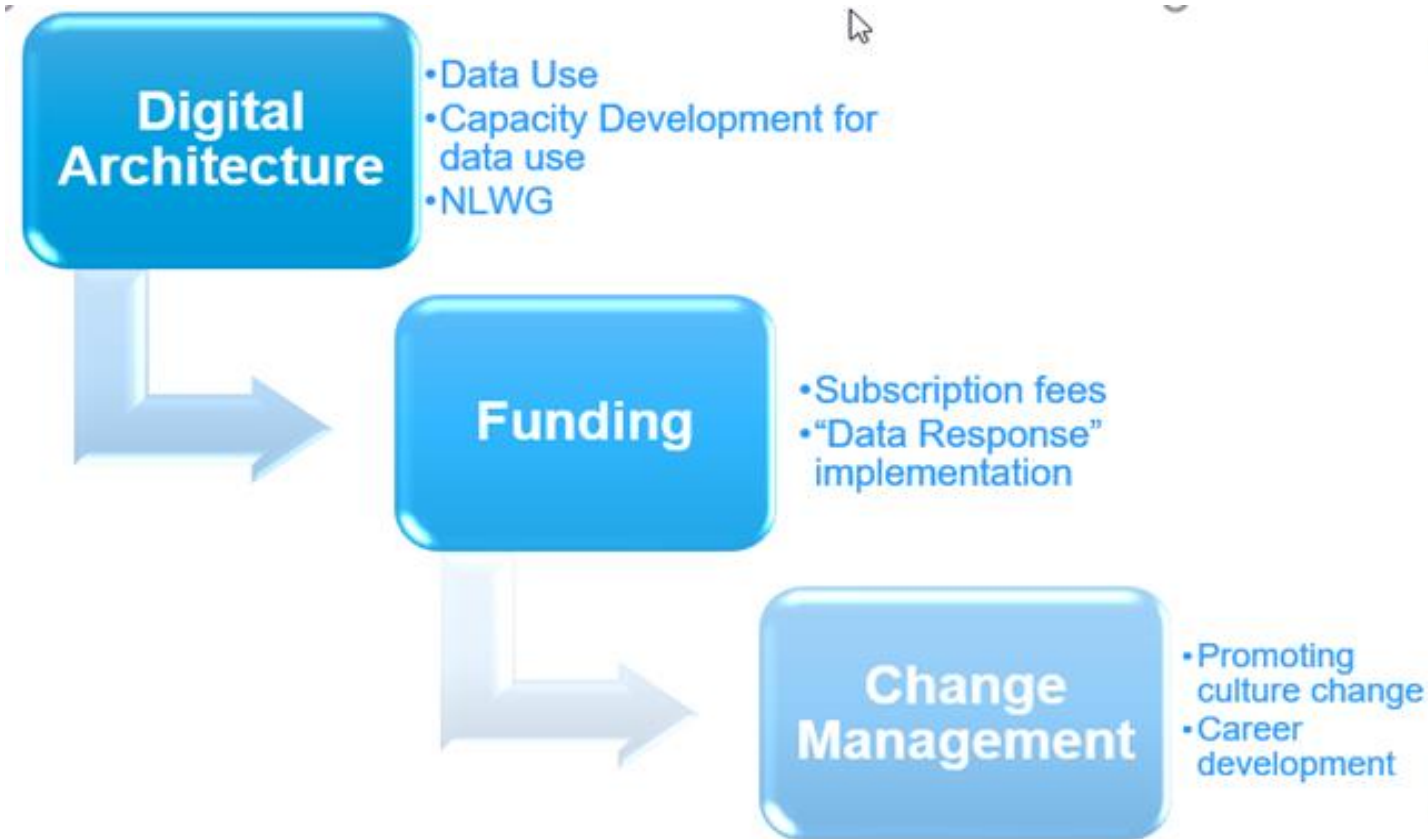 Digital
Architecture
•Data Use
•Capacity Development for
data use
•NLWG
Funding
•Subscription fees
•“Data Response”
implementation
Change
Management
•Promoting
culture change
•Career
development